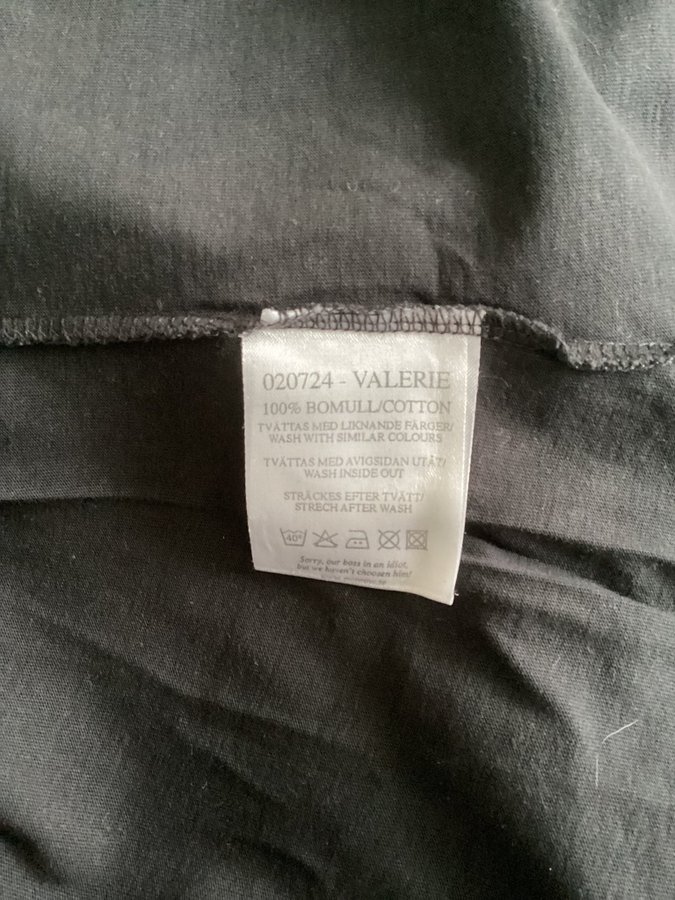 020724 - VALERIE
100% BOMULL/COTTON
TVÄTTAS MED LIKNANDE FÄRGER/
WASH WITH SIMILAR COLOURS
TVÄTTAS MED AVIGSIDAN UTÅT/
WASH INSIDE OUT
STRÄCKES EFTER TVÄTT/
STRECH AFTER WASH
40°
Sorry, our boss in an idiot,
but we haven't choosen him!